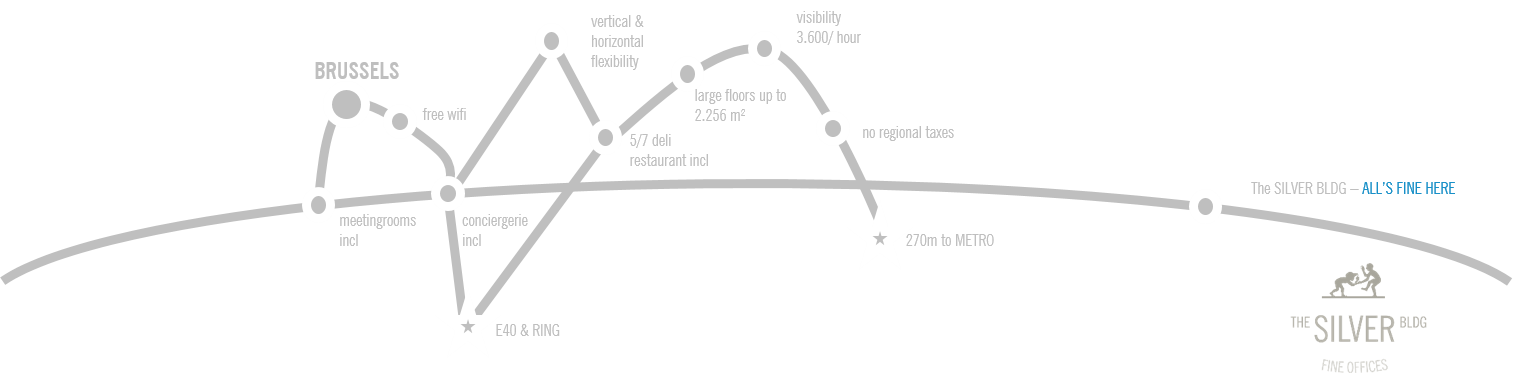 BRUSSELS
free wifi
vertical &
horizontal
flexibility
visibility
3.600/ hour
large floors up to
2.256 m²
no regional taxes
5/7 deli
restaurant incl
meetingrooms
incl
conciergerie
incl
The SILVER BLDG – ALL'S FINE HERE
270m to METRO
E40 & RING
THE SILVER BLDG
FINE OFFICES